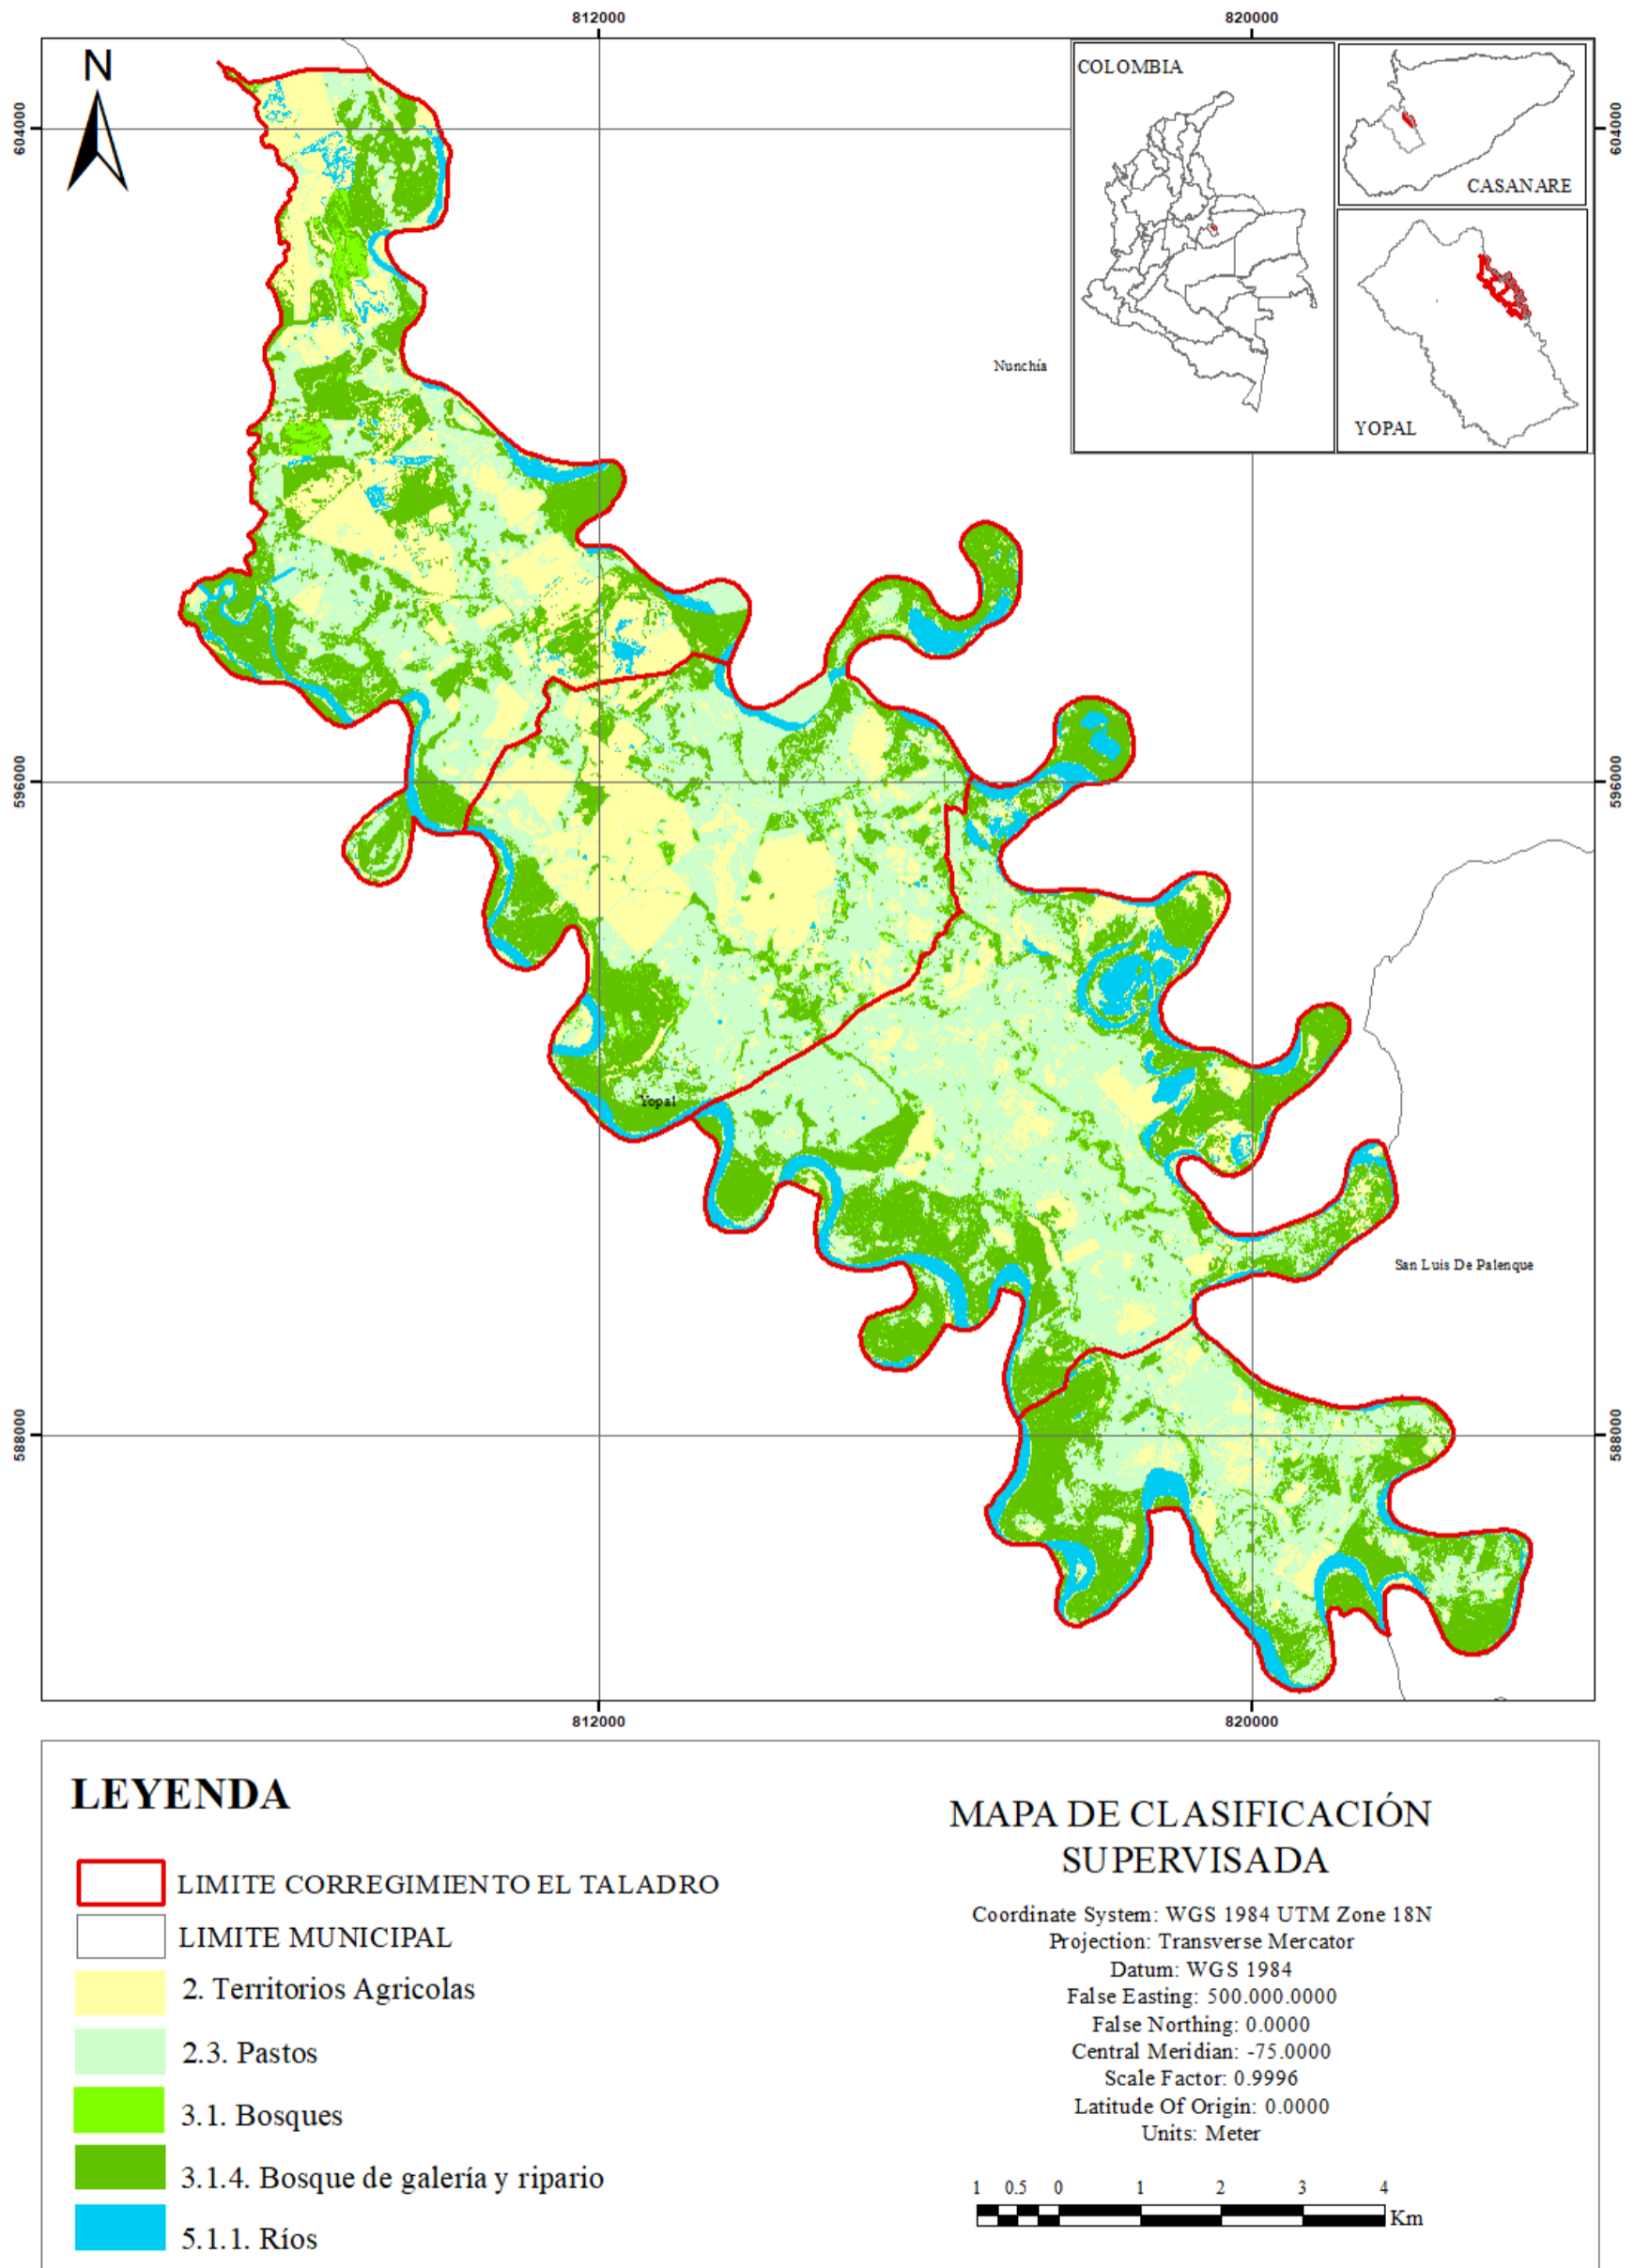 812000
820000
N
604000
604000
COLOMBIA
CASANARE
YOPAL
Nunchía
596000
596000
Yopal
San Luis De Palenque
588000
588000
812000
820000
LEYENDA
LIMITE CORREGIMIENTO EL TALADRO
LIMITE MUNICIPAL
2. Territorios Agricolas
2.3. Pastos
3.1. Bosques
3.1.4. Bosque de galería y ripario
5.1.1. Ríos
MAPA DE CLASIFICACIÓN
SUPERVISADA
Coordinate System: WGS 1984 UTM Zone 18N
Projection: Transverse Mercator
Datum: WGS 1984
False Easting: 500.000.0000
False Northing: 0.0000
Central Meridian: -75.0000
Scale Factor: 0.9996
Latitude Of Origin: 0.0000
Units: Meter
1 0.5 0 1 2 3 4
Km